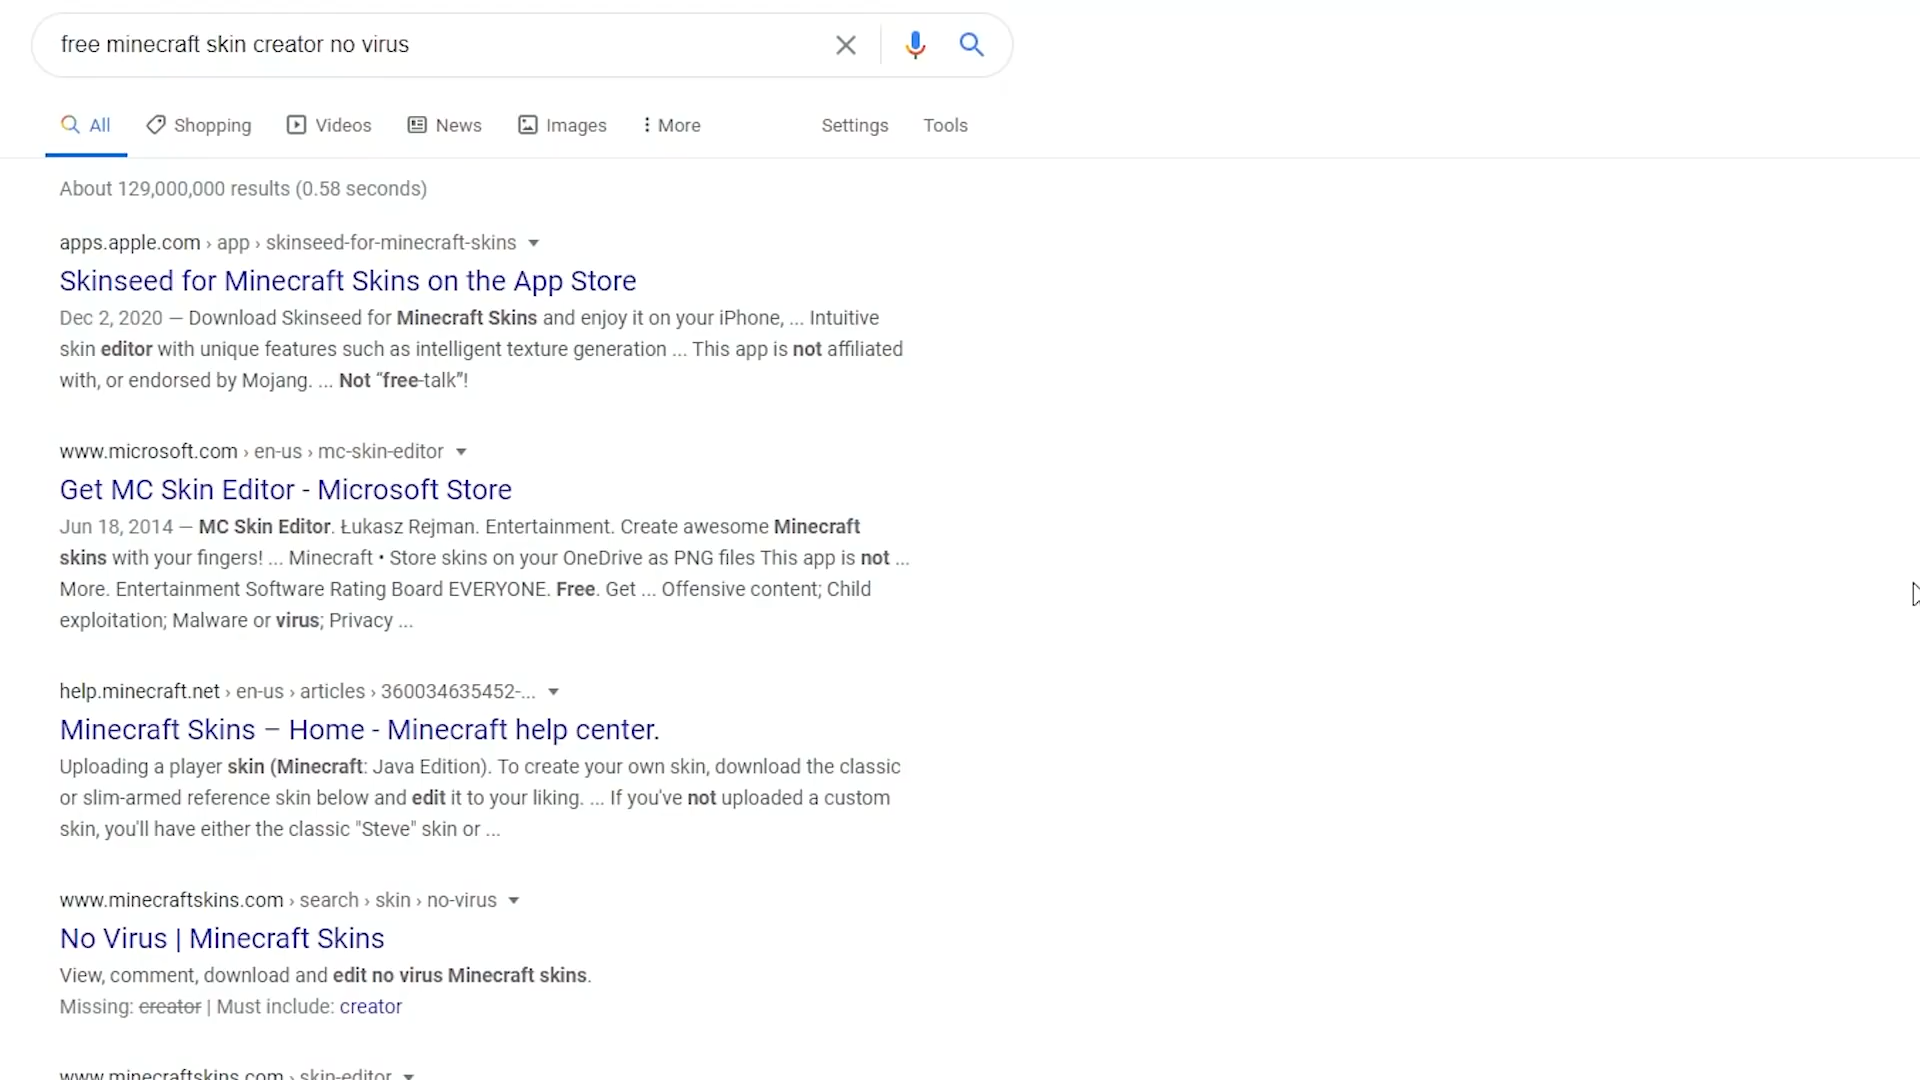 free minecraft skin creator no virus
All Shopping Videos News Images More Settings Tools
About 129,000,000 results (0.58 seconds)
apps.apple.com › app › skinseed-for-minecraft-skins
Skinseed for Minecraft Skins on the App Store
Dec 2, 2020 — Download Skinseed for Minecraft Skins and enjoy it on your iPhone, ... Intuitive
skin editor with unique features such as intelligent texture generation ... This app is not affiliated
with, or endorsed by Mojang. ... Not “free-talk”!
www.microsoft.com › en-us › mc-skin-editor
Get MC Skin Editor - Microsoft Store
Jun 18, 2014 — MC Skin Editor. Łukasz Rejman. Entertainment. Create awesome Minecraft
skins with your fingers! ... Minecraft • Store skins on your OneDrive as PNG files This app is not ...
More. Entertainment Software Rating Board EVERYONE. Free. Get ... Offensive content; Child
exploitation; Malware or virus; Privacy ...
help.minecraft.net › en-us › articles › 360034635452-...
Minecraft Skins – Home - Minecraft help center.
Uploading a player skin (Minecraft: Java Edition). To create your own skin, download the classic
or slim-armed reference skin below and edit it to your liking. ... If you've not uploaded a custom
skin, you'll have either the classic "Steve" skin or ...
www.minecraftskins.com › search › skin › no-virus
No Virus | Minecraft Skins
View, comment, download and edit no virus Minecraft skins.
Missing: creator | Must include: creator
www.minecraftskins.com › skin-editor